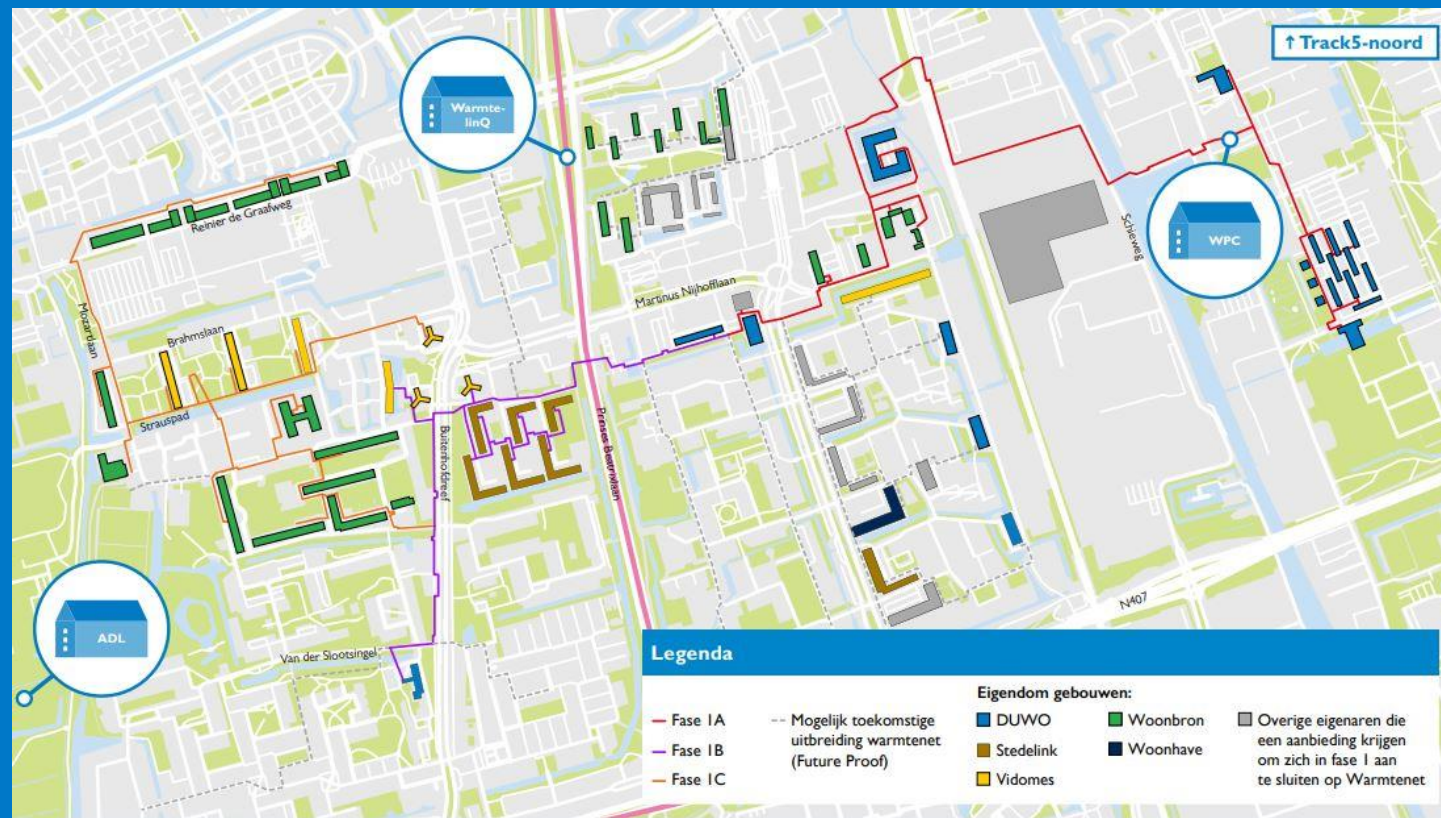 ↑ Track5-noord
Warmte-
linQ
WPC
ADL
Reinier de Graafweg
Mozartlaan
Brahmslaan
Strauspad
Buitenhofdreef
Prinses Beatrixlaan
Martinus Nijhofflaan
Schieweg
Van der Slootsingel
N407
Legenda
Fase 1A
Fase 1B
Fase 1C
Mogelijk toekomstige
uitbreiding warmtenet
(Future Proof)
Eigendom gebouwen:
DUWO
Stedelink
Vidomes
Woonbron
Woonhave
Overige eigenaren die
een aanbieding krijgen
om zich in fase 1 aan
te sluiten op Warmtenet